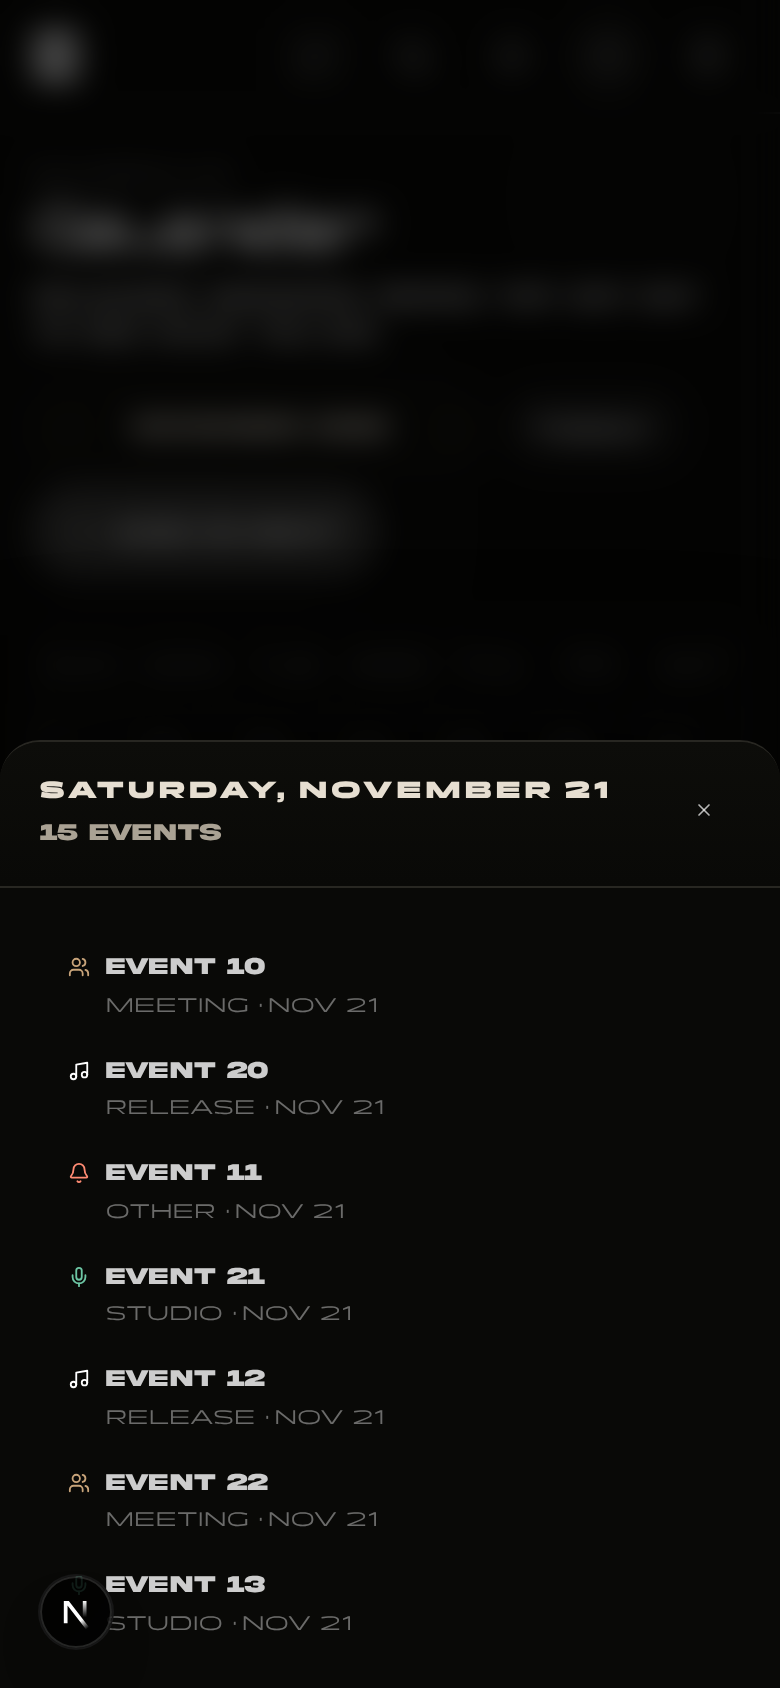 SATURDAY, NOVEMBER 21
15 EVENTS
EVENT 10
MEETING · NOV 21
EVENT 20
RELEASE · NOV 21
EVENT 11
OTHER · NOV 21
EVENT 21
STUDIO · NOV 21
EVENT 12
RELEASE · NOV 21
EVENT 22
MEETING · NOV 21
EVENT 13
STUDIO · NOV 21
N